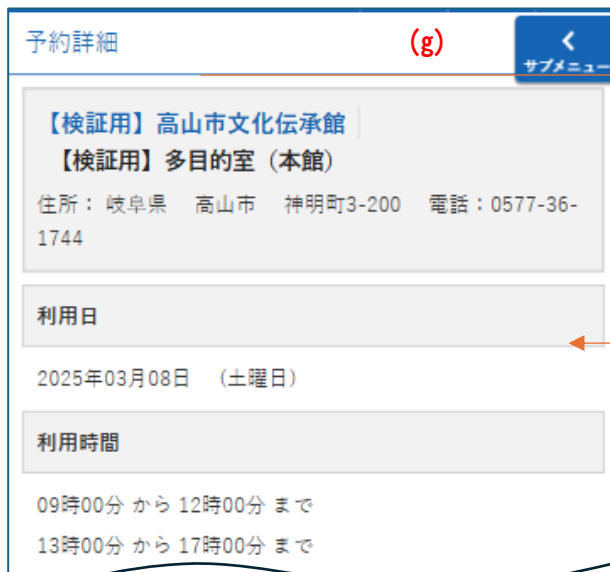 予約詳細
(g)
サブメニュー
【検証用】高山市文化伝承館
【検証用】多目的室（本館）
住所： 岐阜県　高山市　神明町3-200　電話：0577-36-
1744
利用日
2025年03月08日　（土曜日）
利用時間
09時00分 から 12時00分 まで
13時00分 から 17時00分 まで